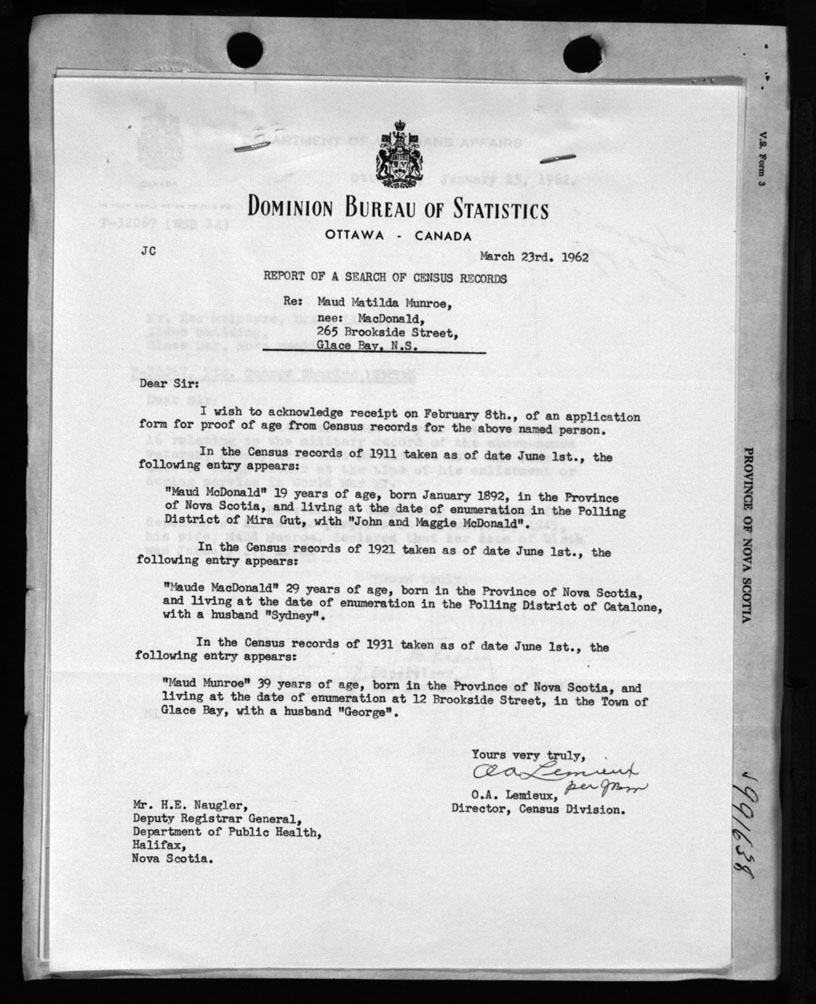 DEPARTMENT OF VETERANS AFFAIRS
CANADA
January 25, 1962.
DOMINION BUREAU OF STATISTICS
OTTAWA - CANADA
JC
March 23rd. 1962
REPORT OF A SEARCH OF CENSUS RECORDS
Re: Maud Matilda Munroe,
nee: MacDonald,
265 Brookside Street,
Glace Bay, N.S.
Dear Sir:
I wish to acknowledge receipt on February 8th., of an application
form for proof of age from Census records for the above named person.
In the Census records of 1911 taken as of date June 1st., the
following entry appears:
"Maud McDonald" 19 years of age, born January 1892, in the Province
of Nova Scotia, and living at the date of enumeration in the Polling
District of Mira Gut, with "John and Maggie McDonald".
In the Census records of 1921 taken as of date June 1st., the
following entry appears:
"Maude MacDonald" 29 years of age, born in the Province of Nova Scotia,
and living at the date of enumeration in the Polling District of Catalone,
with a husband "Sydney".
In the Census records of 1931 taken as of date June 1st., the
following entry appears:
"Maud Munroe" 39 years of age, born in the Province of Nova Scotia, and
living at the date of enumeration at 12 Brookside Street, in the Town of
Glace Bay, with a husband "George".
Yours very truly,
O A Lemieux
per
O.A. Lemieux,
Director, Census Division.
Mr. H.E. Naugler,
Deputy Registrar General,
Department of Public Health,
Halifax,
Nova Scotia.
V.S. Form 3
PROVINCE OF NOVA SCOTIA
991638